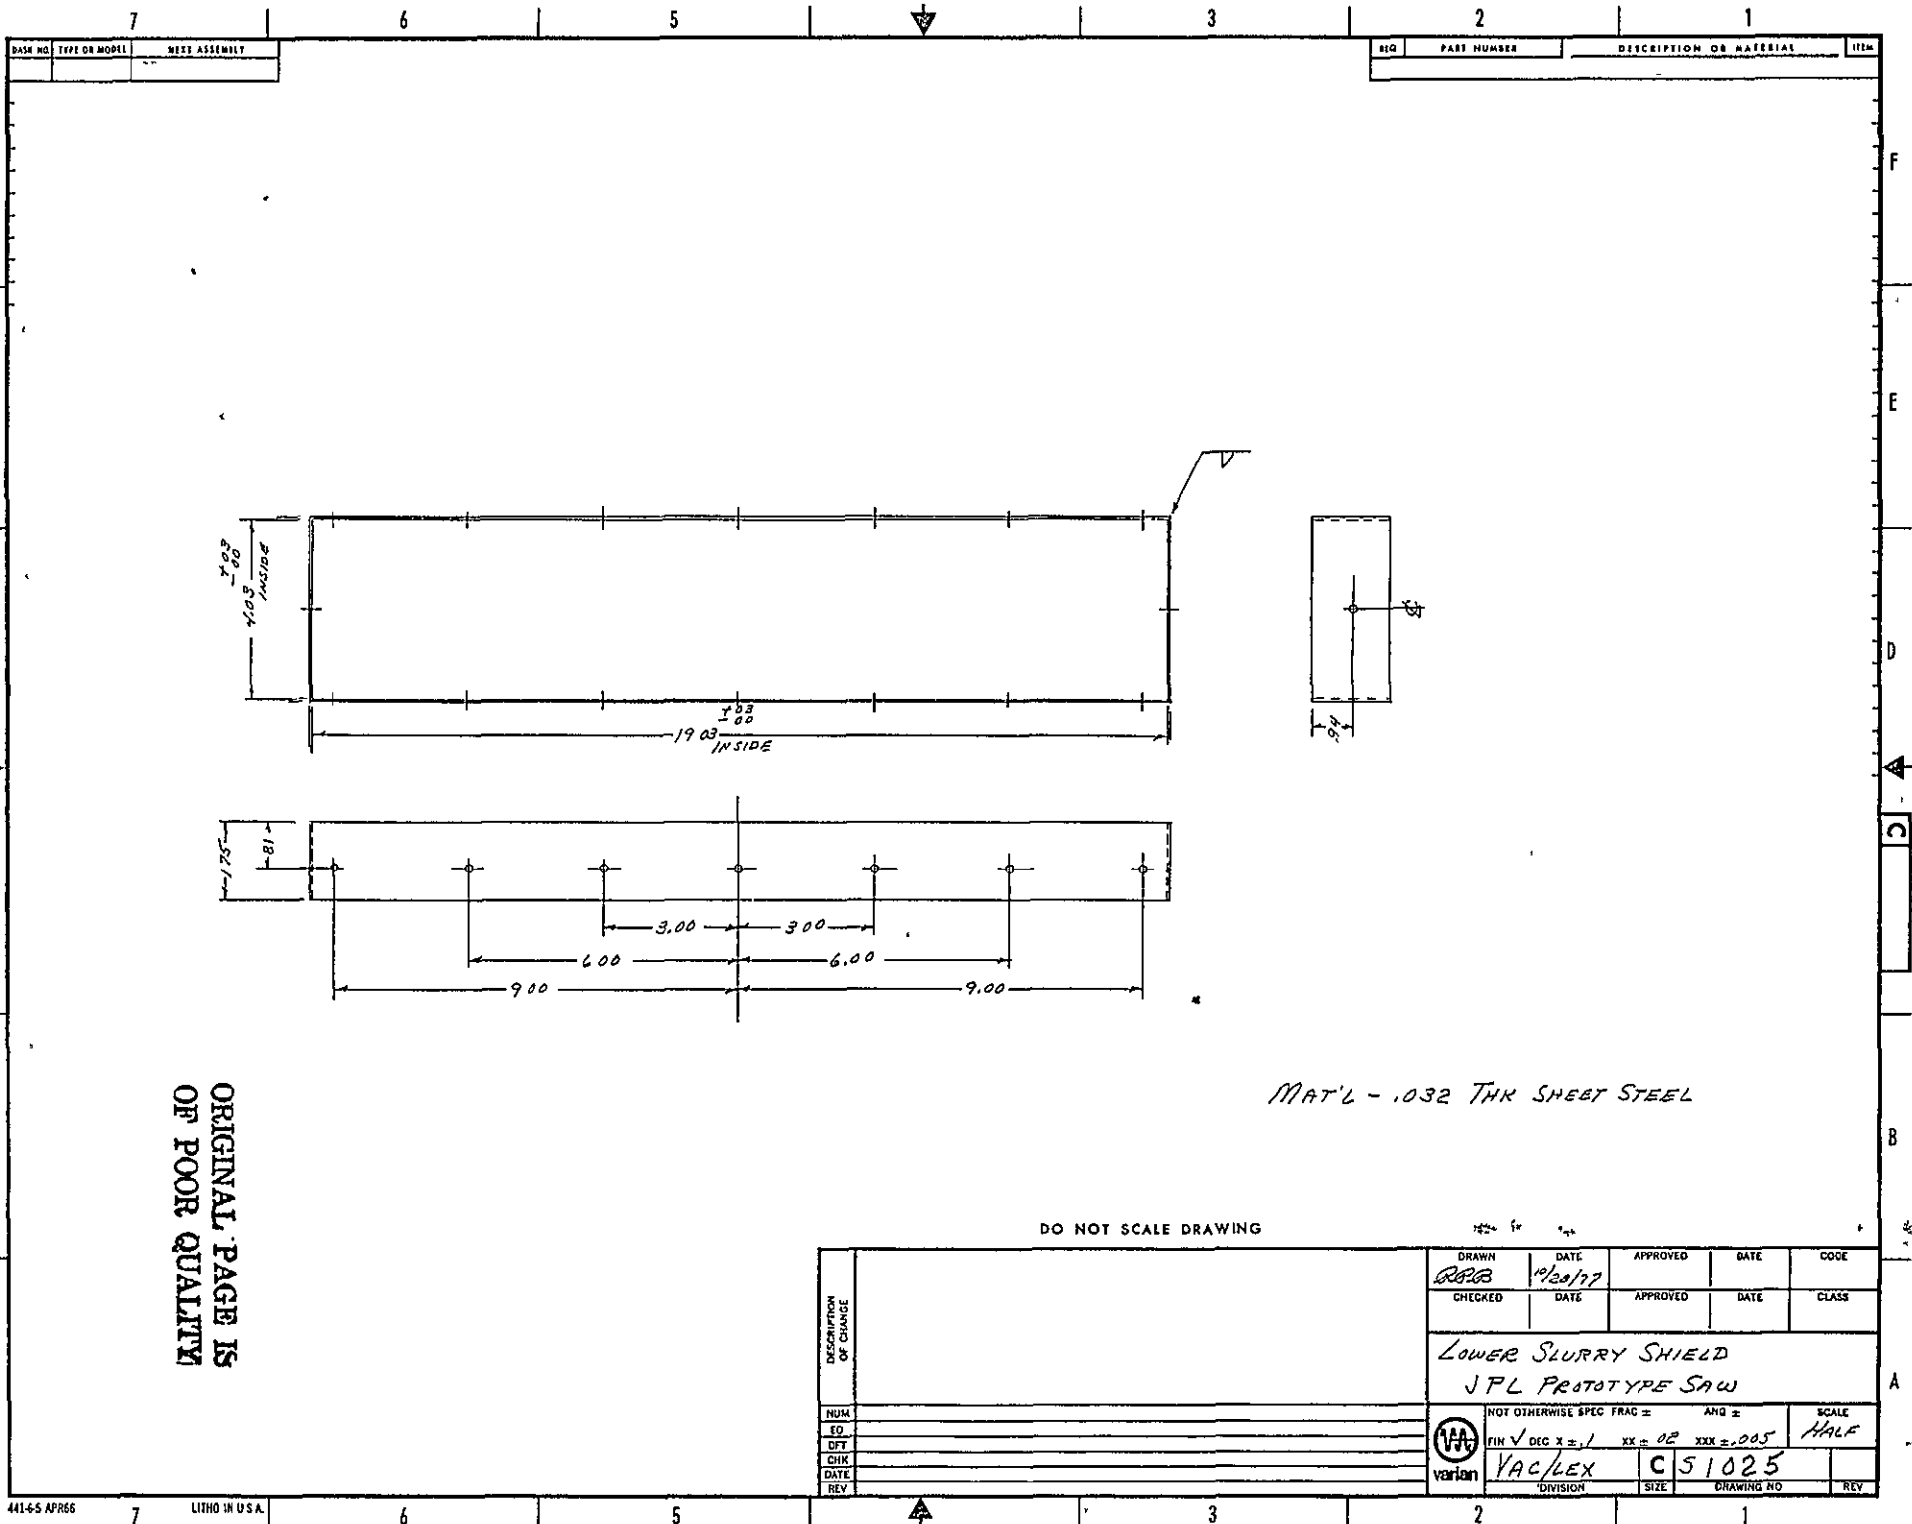 7 6 5 3 2 1
DASH NO. TYPE OR MODEL NEXT ASSEMBLY
REQ PART NUMBER DESCRIPTION OR MATERIAL ITEM
F
E
D
C
B
A
+.03
-.00
4.03
INSIDE
+.03
-.00
19.03
INSIDE
.94
1.75
.81
3.00 3.00
6.00 6.00
9.00 9.00
MAT'L - .032 THK SHEET STEEL
ORIGINAL PAGE IS
OF POOR QUALITY
DO NOT SCALE DRAWING
DESCRIPTION
OF CHANGE
NUM
EO
DFT
CHK
DATE
REV
DRAWN DATE APPROVED DATE CODE
RRB 10/20/77
CHECKED DATE APPROVED DATE CLASS
LOWER SLURRY SHIELD
JPL PROTOTYPE SAW
varian
NOT OTHERWISE SPEC FRAC ± ANG ± SCALE
FIN √ DEC X ± .1 XX ± 02 XXX ± .005 HALF
VAC/LEX C 51025
DIVISION SIZE DRAWING NO REV
441-6-5 APR66 LITHO IN U.S.A.
7 6 5 3 2 1